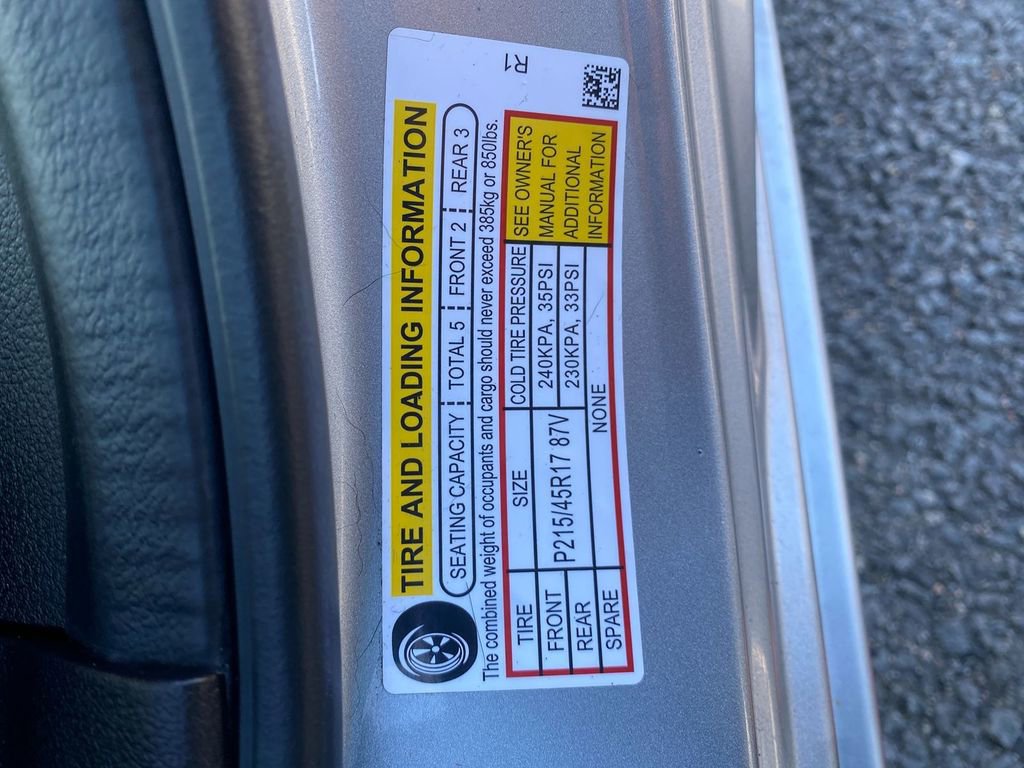 TIRE AND LOADING INFORMATION
SEATING CAPACITY TOTAL 5 FRONT 2 REAR 3
The combined weight of occupants and cargo should never exceed 385kg or 850lbs.
TIRE SIZE COLD TIRE PRESSURE
FRONT P215/45R17 87V 240KPA, 35PSI
REAR 230KPA, 33PSI
SPARE NONE
SEE OWNER'S
MANUAL FOR
ADDITIONAL
INFORMATION
R1